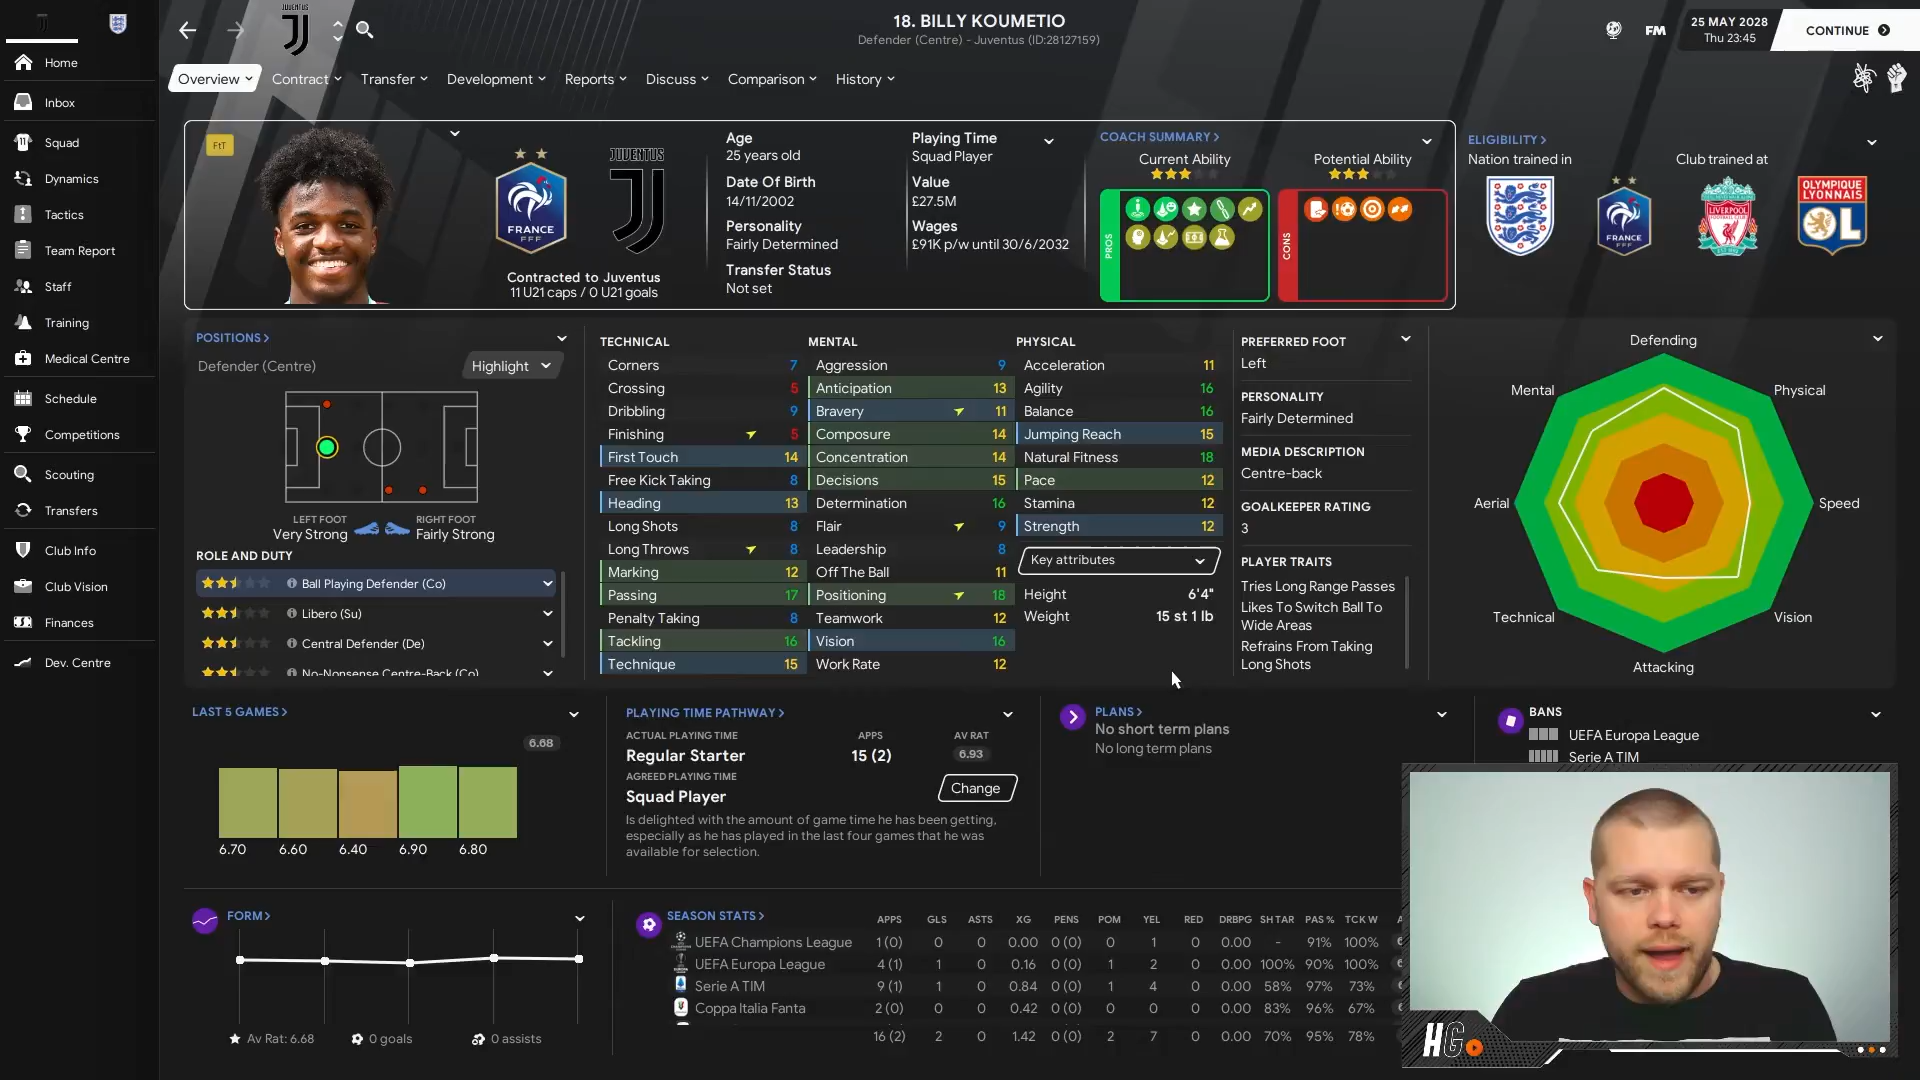 18. BILLY KOUMETIO
Defender (Centre) - Juventus (ID:28127159)
JUVENTUS
FM
25 MAY 2028
Thu 23:45
CONTINUE
Home
Inbox
Squad
Dynamics
Tactics
Team Report
Staff
Training
Medical Centre
Schedule
Competitions
Scouting
Transfers
Club Info
Club Vision
Finances
Dev. Centre
Overview
Contract
Transfer
Development
Reports
Discuss
Comparison
History
FtT
FRANCE
FFF
JUVENTUS
Contracted to Juventus
11 U21 caps / 0 U21 goals
Age
25 years old
Date Of Birth
14/11/2002
Personality
Fairly Determined
Transfer Status
Not set
Playing Time
Squad Player
Value
£27.5M
Wages
£91K p/w until 30/6/2032
COACH SUMMARY >
Current Ability
Potential Ability
PROS
CONS
ELIGIBILITY >
Nation trained in
Club trained at
FRANCE
FFF
LIVERPOOL
OLYMPIQUE
LYONNAIS
OL
POSITIONS >
Defender (Centre)
Highlight
LEFT FOOT
Very Strong
RIGHT FOOT
Fairly Strong
ROLE AND DUTY
Ball Playing Defender (Co)
Libero (Su)
Central Defender (De)
No-Nonsense Centre-Back (Co)
TECHNICAL
Corners 7
Crossing 5
Dribbling 9
Finishing 5
First Touch 14
Free Kick Taking 8
Heading 13
Long Shots 8
Long Throws 8
Marking 12
Passing 17
Penalty Taking 8
Tackling 16
Technique 15
MENTAL
Aggression 9
Anticipation 13
Bravery 11
Composure 14
Concentration 14
Decisions 15
Determination 16
Flair 9
Leadership 8
Off The Ball 11
Positioning 18
Teamwork 12
Vision 16
Work Rate 12
PHYSICAL
Acceleration 11
Agility 16
Balance 16
Jumping Reach 15
Natural Fitness 18
Pace 12
Stamina 12
Strength 12
Key attributes
Height 6'4"
Weight 15 st 1 lb
PREFERRED FOOT
Left
PERSONALITY
Fairly Determined
MEDIA DESCRIPTION
Centre-back
GOALKEEPER RATING
3
PLAYER TRAITS
Tries Long Range Passes
Likes To Switch Ball To
Wide Areas
Refrains From Taking
Long Shots
Defending
Mental
Physical
Aerial
Speed
Technical
Vision
Attacking
LAST 5 GAMES >
6.68
6.70 6.60 6.40 6.90 6.80
PLAYING TIME PATHWAY >
ACTUAL PLAYING TIME APPS AV RAT
Regular Starter 15 (2) 6.93
AGREED PLAYING TIME
Squad Player
Change
Is delighted with the amount of game time he has been getting,
especially as he has played in the last four games that he was
available for selection.
PLANS >
No short term plans
No long term plans
BANS
UEFA Europa League
Serie A TIM
FORM >
Av Rat: 6.68
0 goals
0 assists
SEASON STATS >
APPS GLS ASTS XG PENS POM YEL RED DRBPG SH TAR PAS % TCK W
UEFA Champions League 1 (0) 0 0 0.00 0 (0) 0 1 0 0.00 - 91% 100%
UEFA Europa League 4 (1) 1 0 0.16 0 (0) 1 2 0 0.00 100% 90% 100%
Serie A TIM 9 (1) 1 0 0.84 0 (0) 1 4 0 0.00 58% 97% 73%
Coppa Italia Fanta 2 (0) 0 0 0.42 0 (0) 0 0 0 0.00 83% 96% 67%
16 (2) 2 0 1.42 0 (0) 2 7 0 0.00 70% 95% 78%
HG